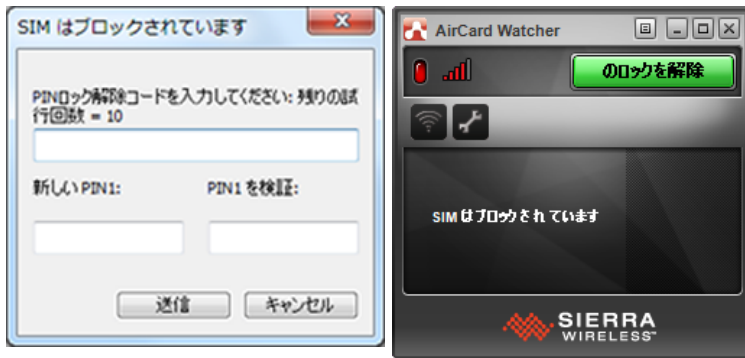 SIM はブロックされています
PINロック解除コードを入力してください: 残りの試
行回数 = 10
新しい PIN1:
PIN1 を検証:
送信
キャンセル
AirCard Watcher
のロックを解除
SIM はブロックされています
SIERRA
WIRELESS